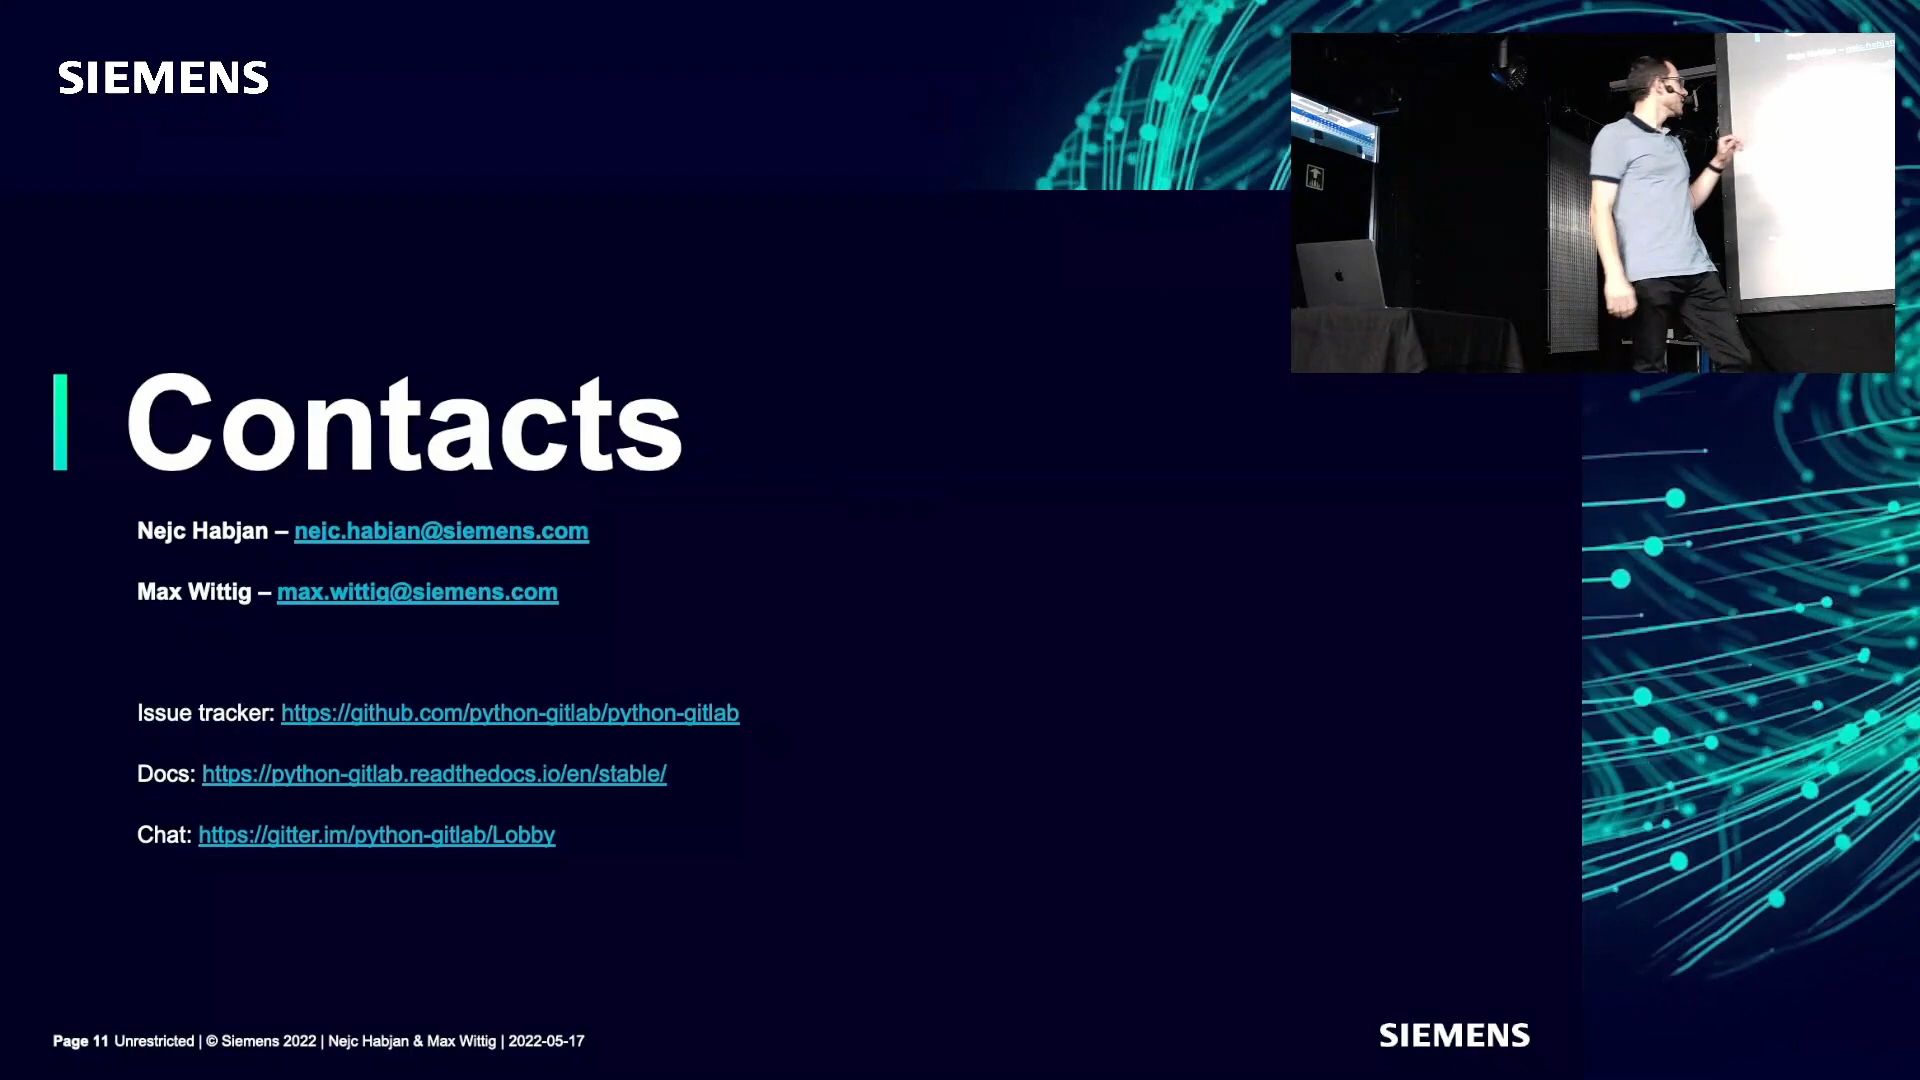 SIEMENS
Contacts
Nejc Habjan – nejc.habjan@siemens.com
Max Wittig – max.wittig@siemens.com
Issue tracker: https://github.com/python-gitlab/python-gitlab
Docs: https://python-gitlab.readthedocs.io/en/stable/
Chat: https://gitter.im/python-gitlab/Lobby
Page 11 Unrestricted | © Siemens 2022 | Nejc Habjan & Max Wittig | 2022-05-17
SIEMENS